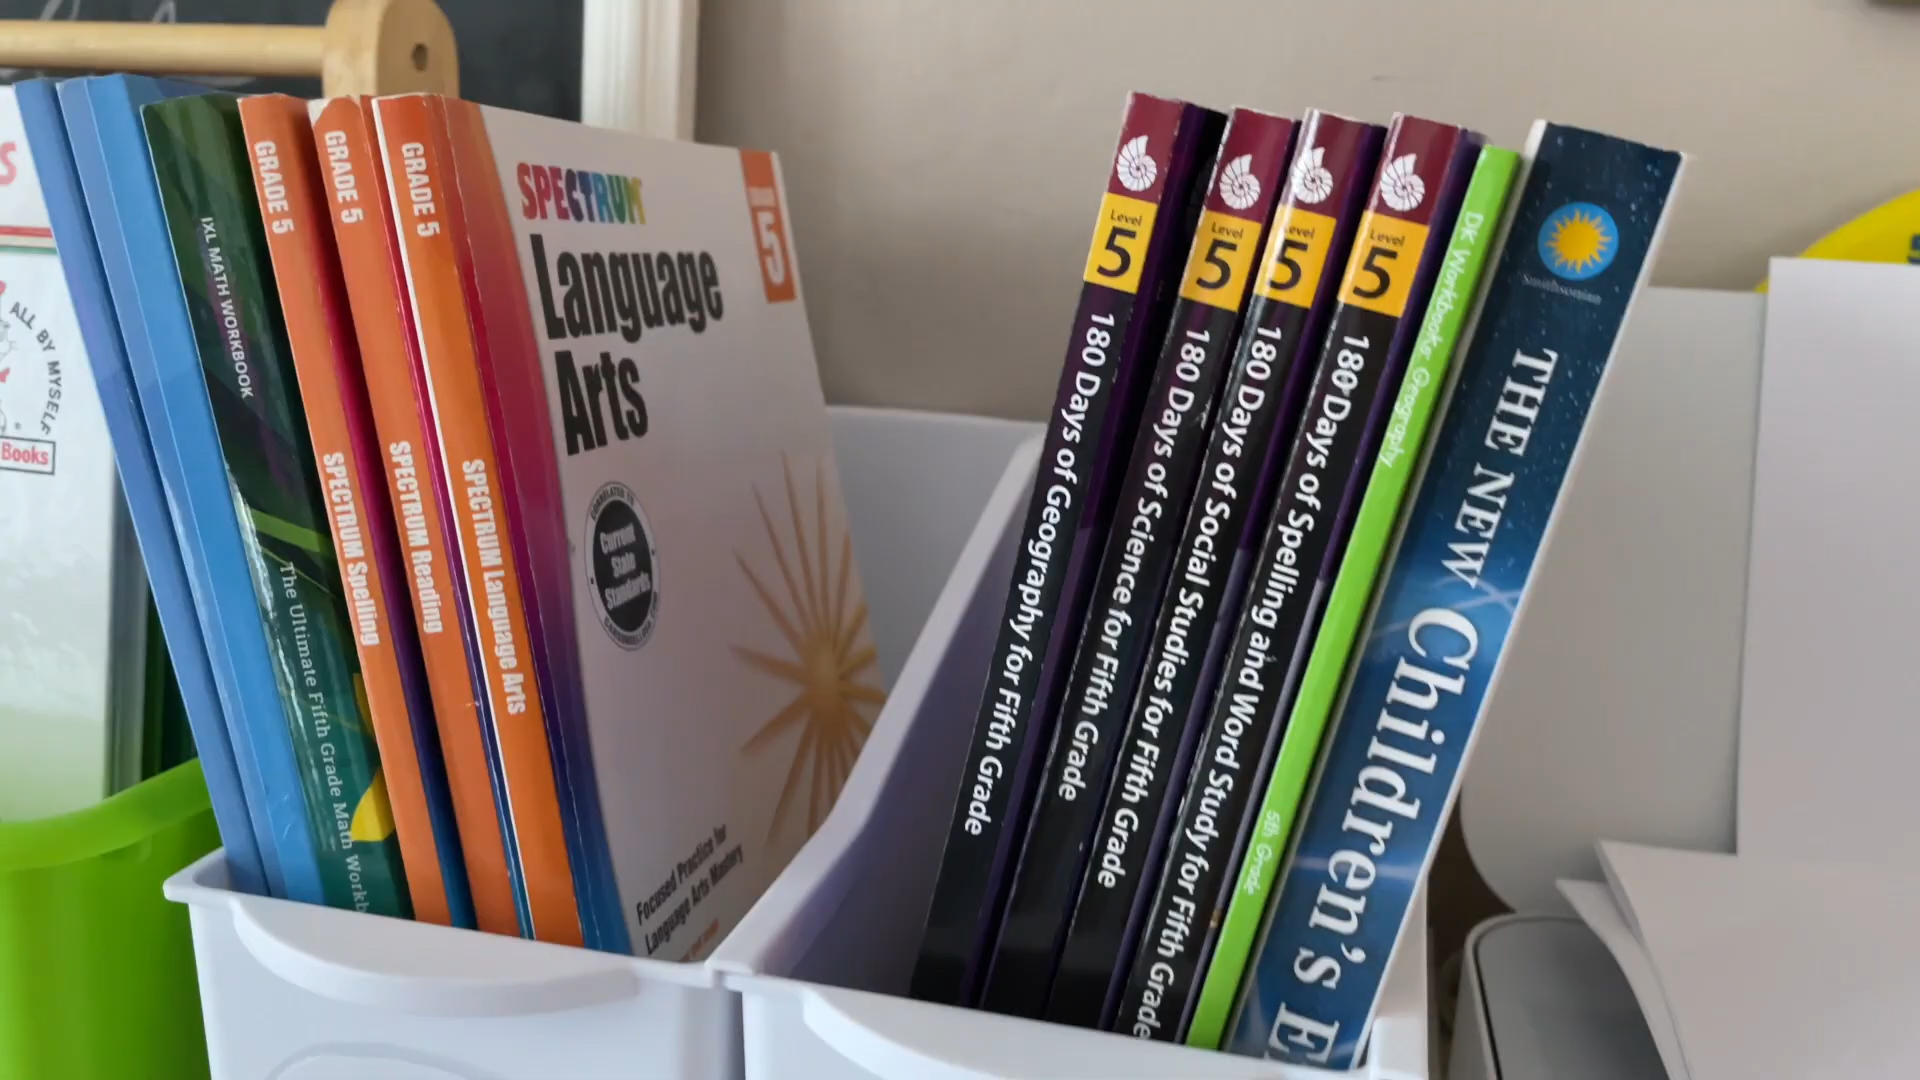 S
ALL BY MYSELF
Books
IXL MATH WORKBOOK
The Ultimate Fifth Grade Math Workb
GRADE 5
SPECTRUM Spelling
GRADE 5
SPECTRUM Reading
GRADE 5
SPECTRUM Language Arts
SPECTRUM
Language
Arts
5
Current
State
Standards
Focused Practice for
Language Arts Mastery
Level
5
180 Days of Geography for Fifth Grade
Level
5
180 Days of Science for Fifth Grade
Level
5
180 Days of Social Studies for Fifth Grade
Level
5
180 Days of Spelling and Word Study for Fifth Grade
DK Workbooks Geography
5th Grade
Smithsonian
THE NEW
Children's E